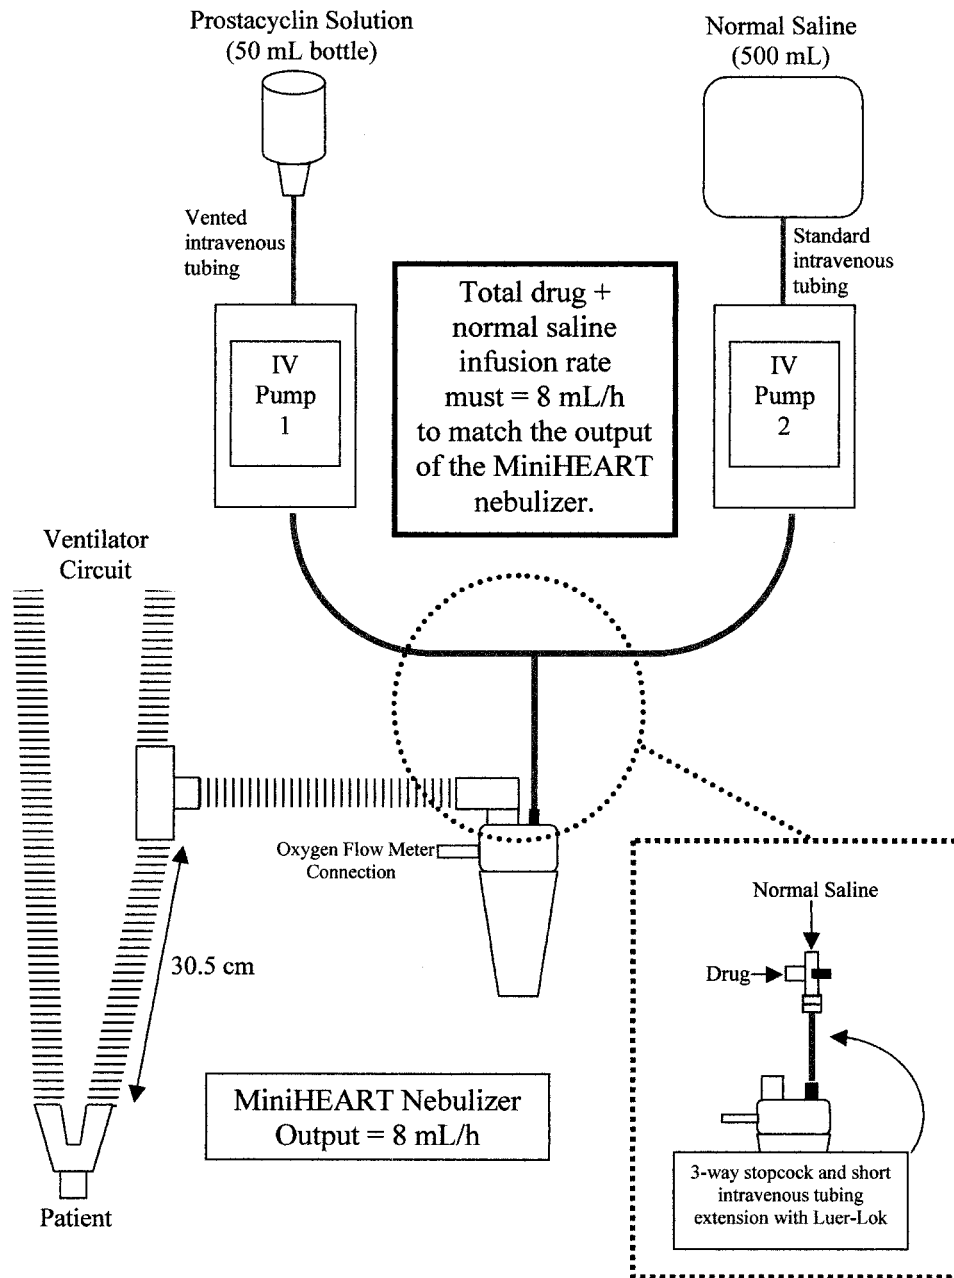 Prostacyclin Solution
(50 mL bottle)
Normal Saline
(500 mL)
Vented
intravenous
tubing
Standard
intravenous
tubing
IV
Pump
1
Total drug +
normal saline
infusion rate
must = 8 mL/h
to match the output
of the MiniHEART
nebulizer.
IV
Pump
2
Ventilator
Circuit
Oxygen Flow Meter
Connection
30.5 cm
Normal Saline
Drug
MiniHEART Nebulizer
Output = 8 mL/h
3-way stopcock and short
intravenous tubing
extension with Luer-Lok
Patient